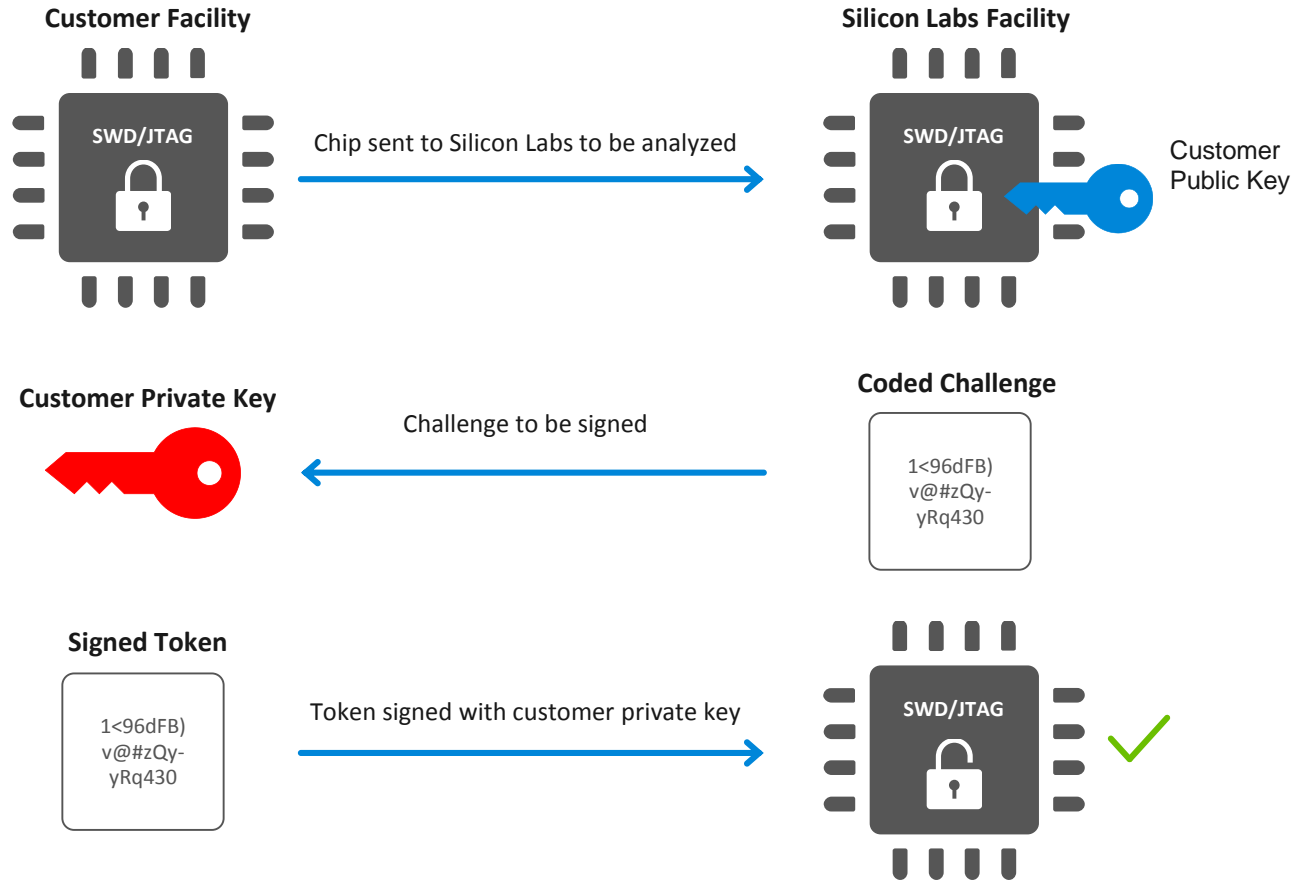 Customer Facility
Silicon Labs Facility
SWD/JTAG
Chip sent to Silicon Labs to be analyzed
SWD/JTAG
Customer
Public Key
Customer Private Key
Challenge to be signed
Coded Challenge
1<96dFB)
v@#zQy-
yRq430
Signed Token
1<96dFB)
v@#zQy-
yRq430
Token signed with customer private key
SWD/JTAG